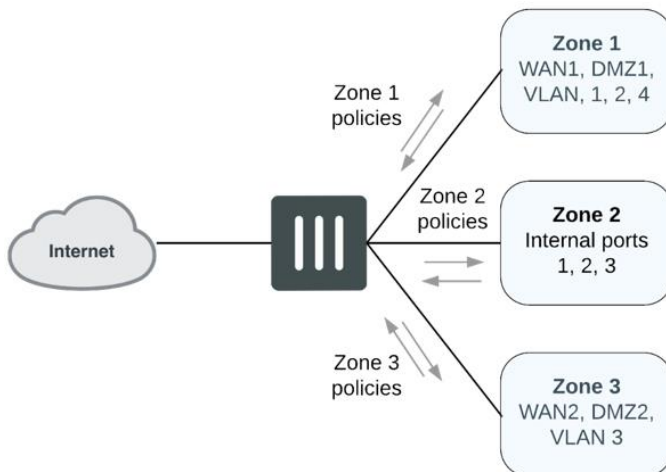 Zone 1
WAN1, DMZ1,
VLAN, 1, 2, 4
Zone 1
policies
Zone 2
policies
Zone 2
Internal ports
1, 2, 3
Internet
Zone 3
policies
Zone 3
WAN2, DMZ2,
VLAN 3